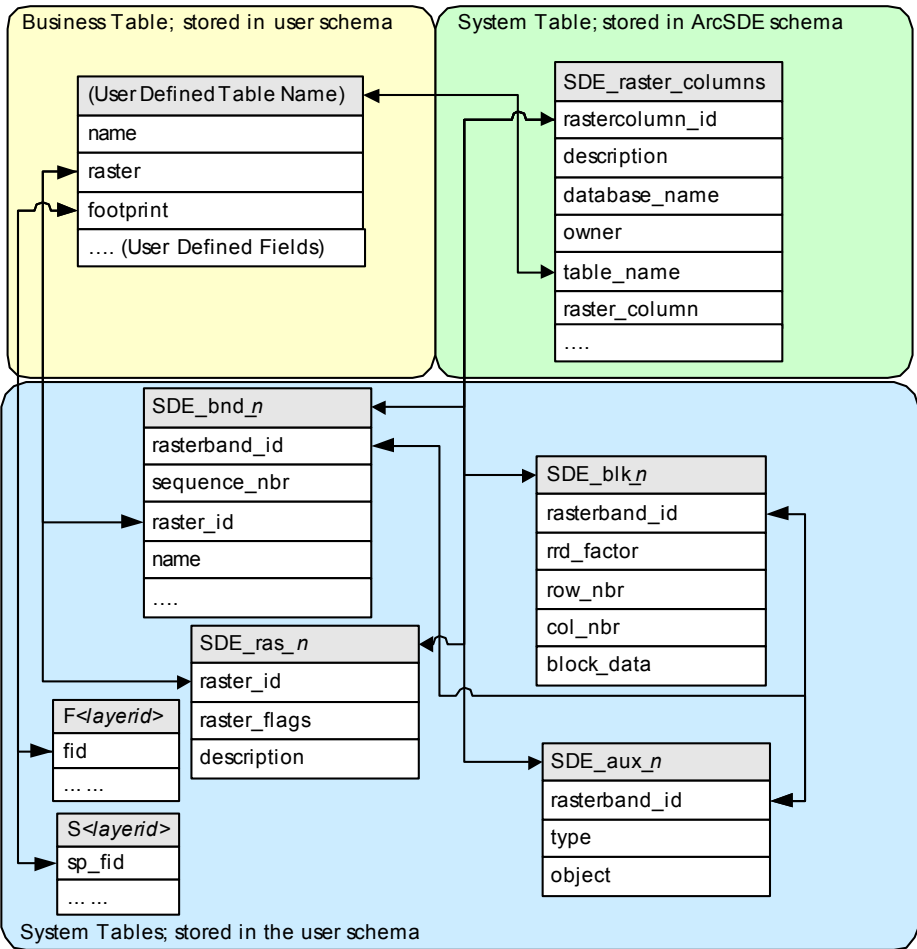 Business Table; stored in user schema
(User Defined Table Name)
name
raster
footprint
.... (User Defined Fields)
System Table; stored in ArcSDE schema
SDE_raster_columns
rastercolumn_id
description
database_name
owner
table_name
raster_column
....
SDE_bnd_n
rasterband_id
sequence_nbr
raster_id
name
....
SDE_blk_n
rasterband_id
rrd_factor
row_nbr
col_nbr
block_data
SDE_ras_n
raster_id
raster_flags
description
F<layerid>
fid
... ...
S<layerid>
sp_fid
... ...
SDE_aux_n
rasterband_id
type
object
System Tables; stored in the user schema